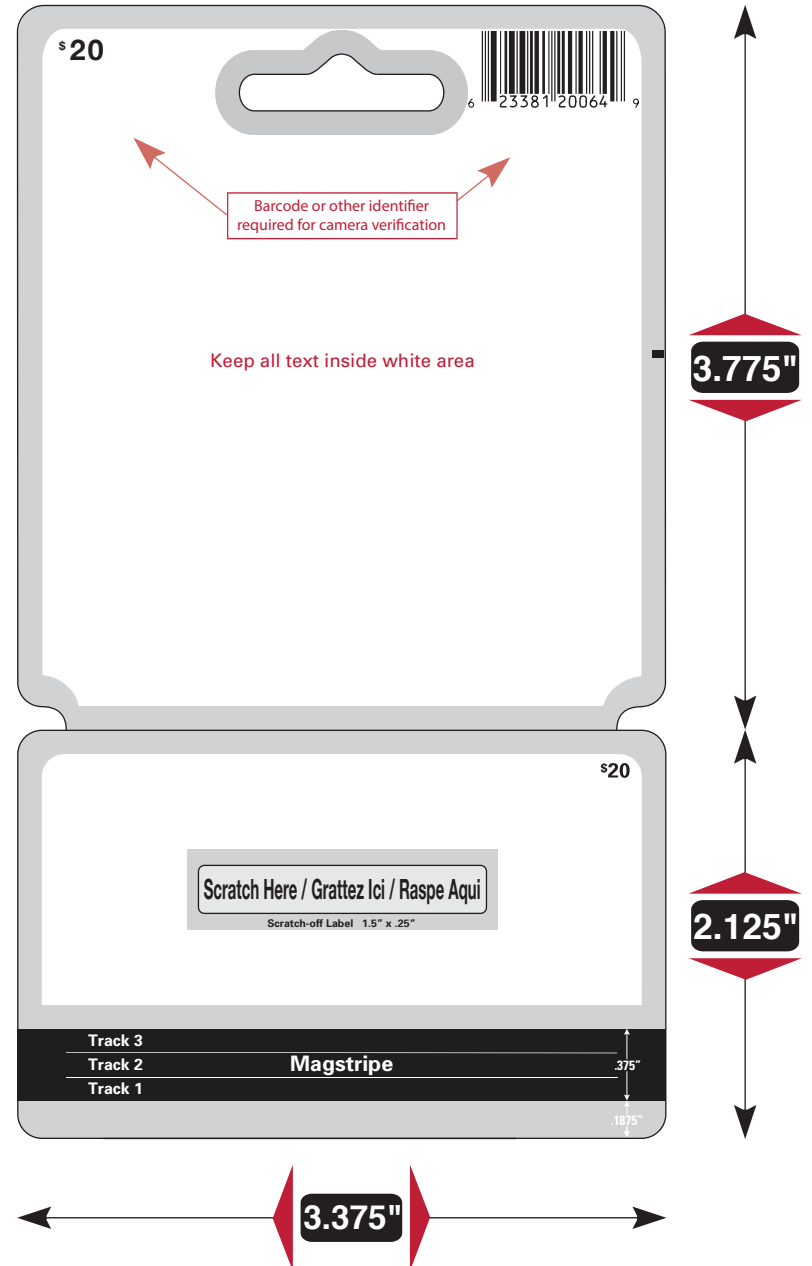 $20
6 23381 20064 9
Barcode or other identifier
required for camera verification
Keep all text inside white area
3.775"
$20
Scratch Here / Grattez Ici / Raspe Aqui
Scratch-off Label 1.5" x .25"
2.125"
Track 3
Track 2 Magstripe .375"
Track 1
.1875"
3.375"